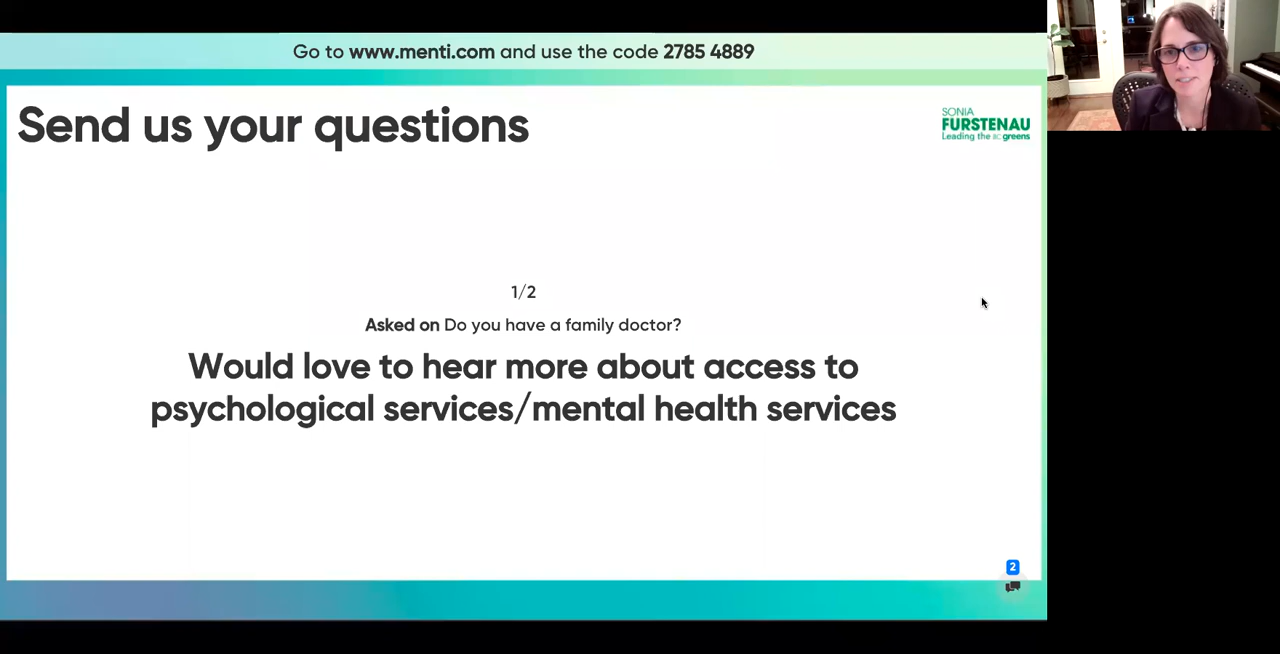 Go to www.menti.com and use the code 2785 4889
Send us your questions
SONIA
FURSTENAU
Leading the bc greens
1/2
Asked on Do you have a family doctor?
Would love to hear more about access to
psychological services/mental health services
2